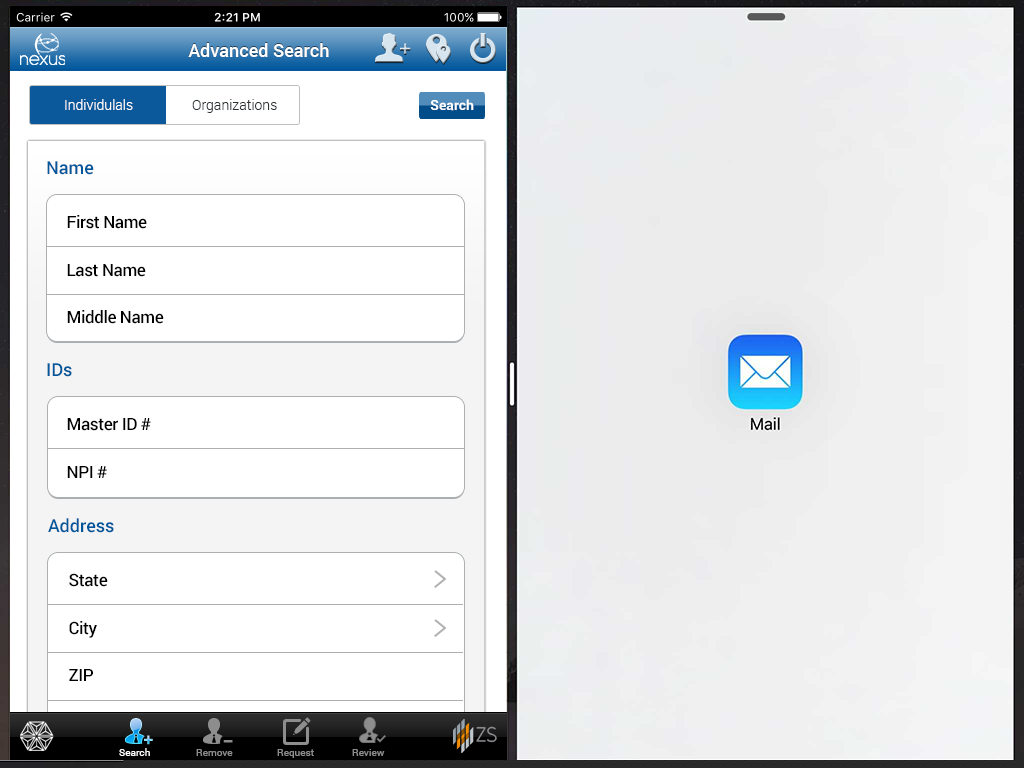 Carrier 2:21 PM 100%
nexus Advanced Search
Individulals Organizations Search
Name
First Name
Last Name
Middle Name
IDs
Master ID #
NPI #
Address
State
City
ZIP
Search Remove Request Review ZS
Mail